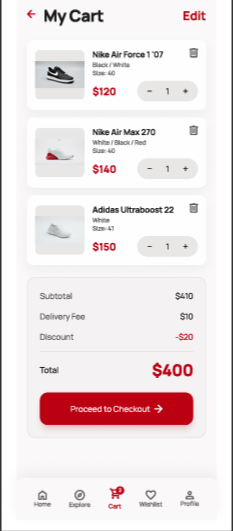 My Cart
Edit
Nike Air Force 1 '07
Black / White
Size: 40
$120
- 1 +
Nike Air Max 270
White / Black / Red
Size: 40
$140
- 1 +
Adidas Ultraboost 22
White
Size: 41
$150
- 1 +
Subtotal $410
Delivery Fee $10
Discount -$20
Total $400
Proceed to Checkout →
Home Explore Cart Wishlist Profile